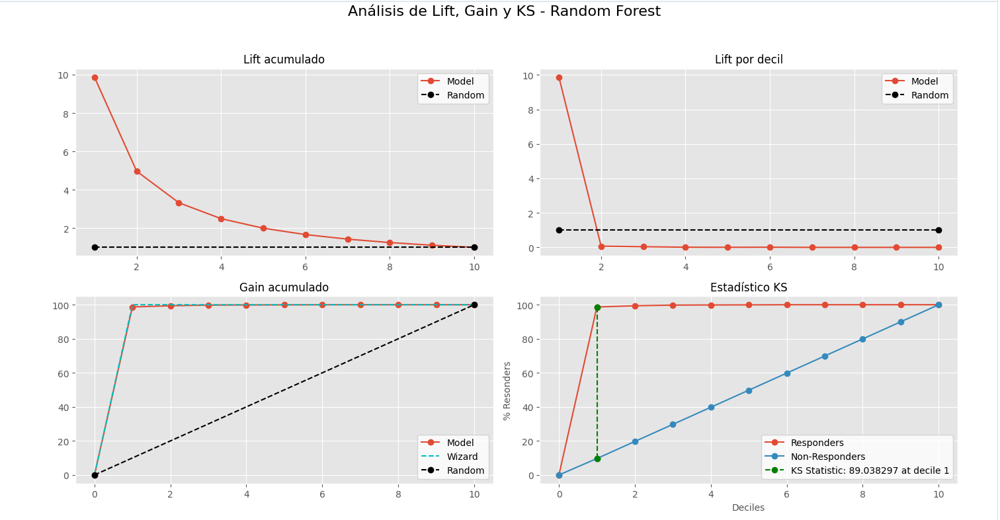 Análisis de Lift, Gain y KS - Random Forest
Lift acumulado
10
8
6
4
2
2
4
6
8
10
Model
Random
Lift por decil
10
8
6
4
2
0
2
4
6
8
10
Model
Random
Gain acumulado
100
80
60
40
20
0
0
2
4
6
8
10
Model
Wizard
Random
Estadístico KS
% Resonders
100
80
60
40
20
0
0
2
4
6
8
10
Deciles
Responders
Non-Responders
KS Statistic: 89.038297 at decile 1